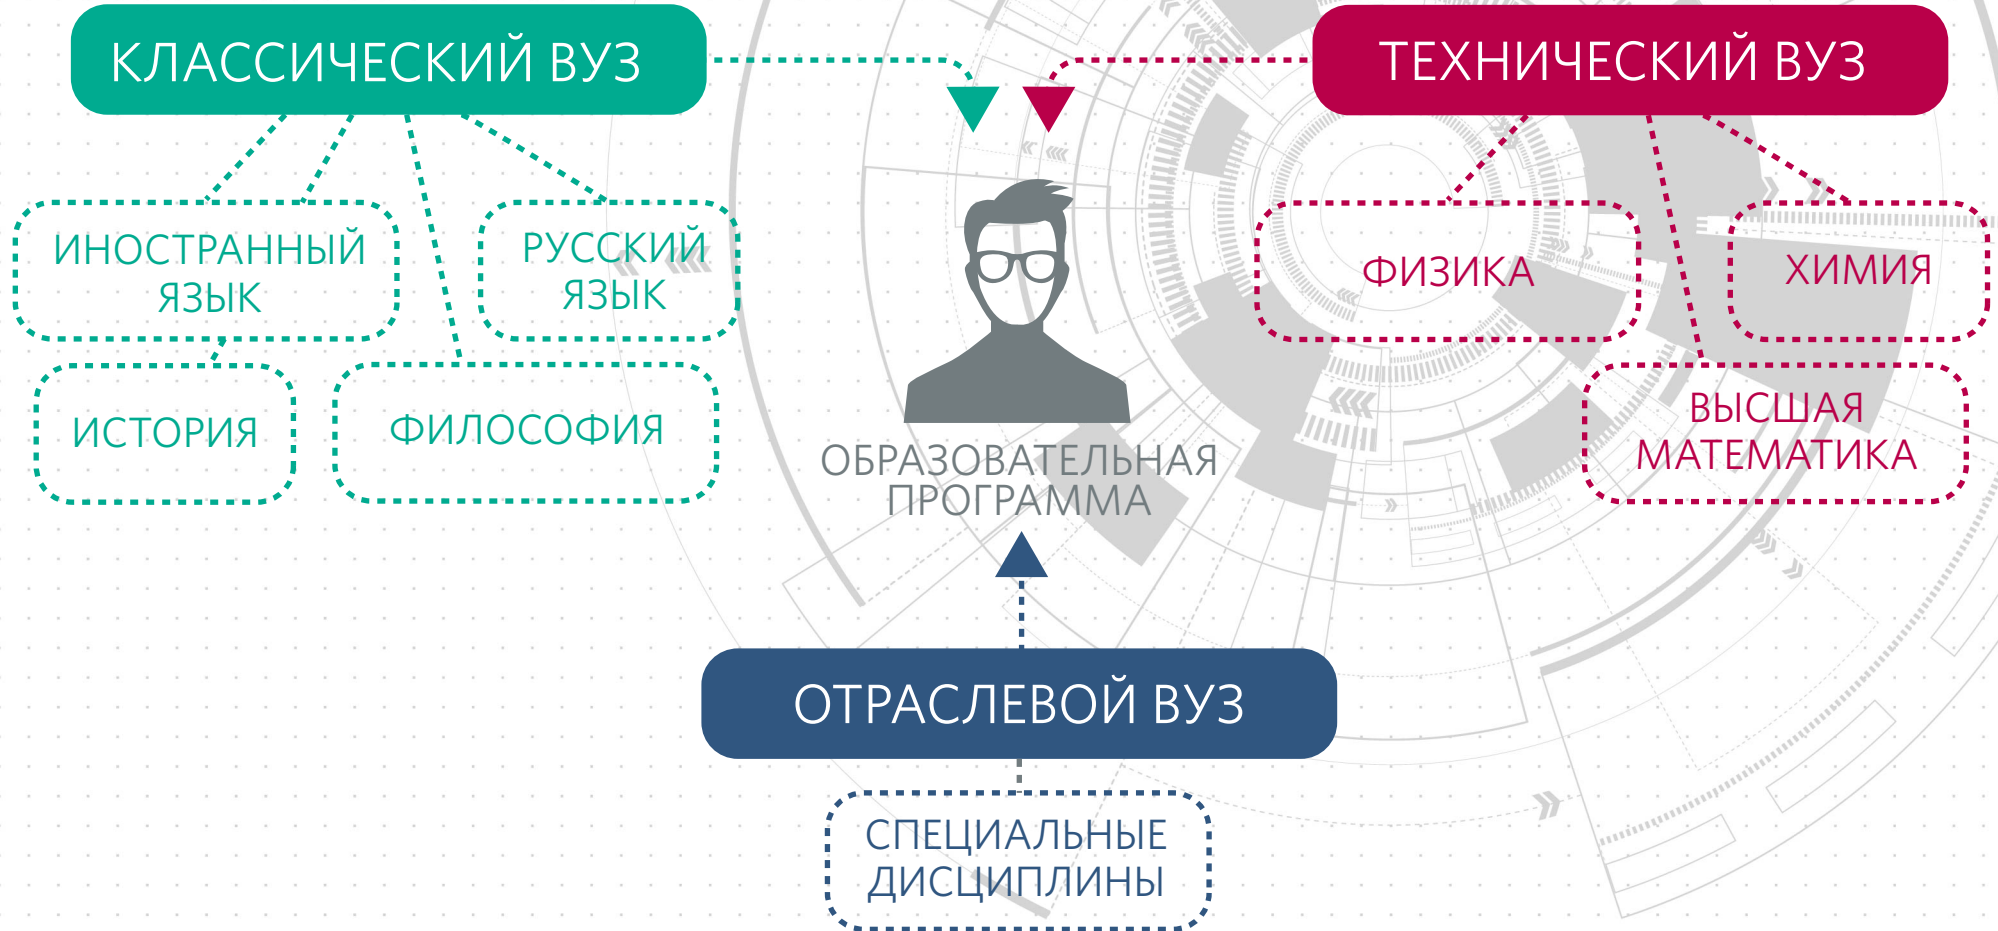 КЛАССИЧЕСКИЙ ВУЗ
ТЕХНИЧЕСКИЙ ВУЗ
ИНОСТРАННЫЙ
ЯЗЫК
РУССКИЙ
ЯЗЫК
ФИЗИКА
ХИМИЯ
ИСТОРИЯ
ФИЛОСОФИЯ
ВЫСШАЯ
МАТЕМАТИКА
ОБРАЗОВАТЕЛЬНАЯ
ПРОГРАММА
ОТРАСЛЕВОЙ ВУЗ
СПЕЦИАЛЬНЫЕ
ДИСЦИПЛИНЫ